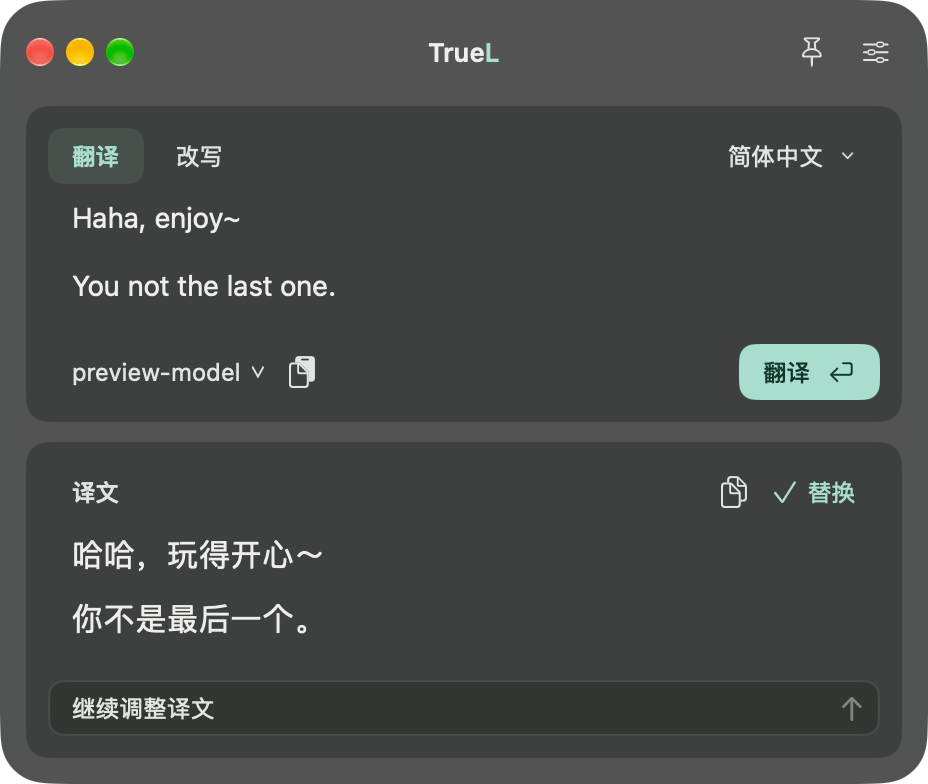 TrueL
翻译 改写 简体中文
Haha, enjoy~
You not the last one.
preview-model 翻译
译文 替换
哈哈，玩得开心～
你不是最后一个。
继续调整译文